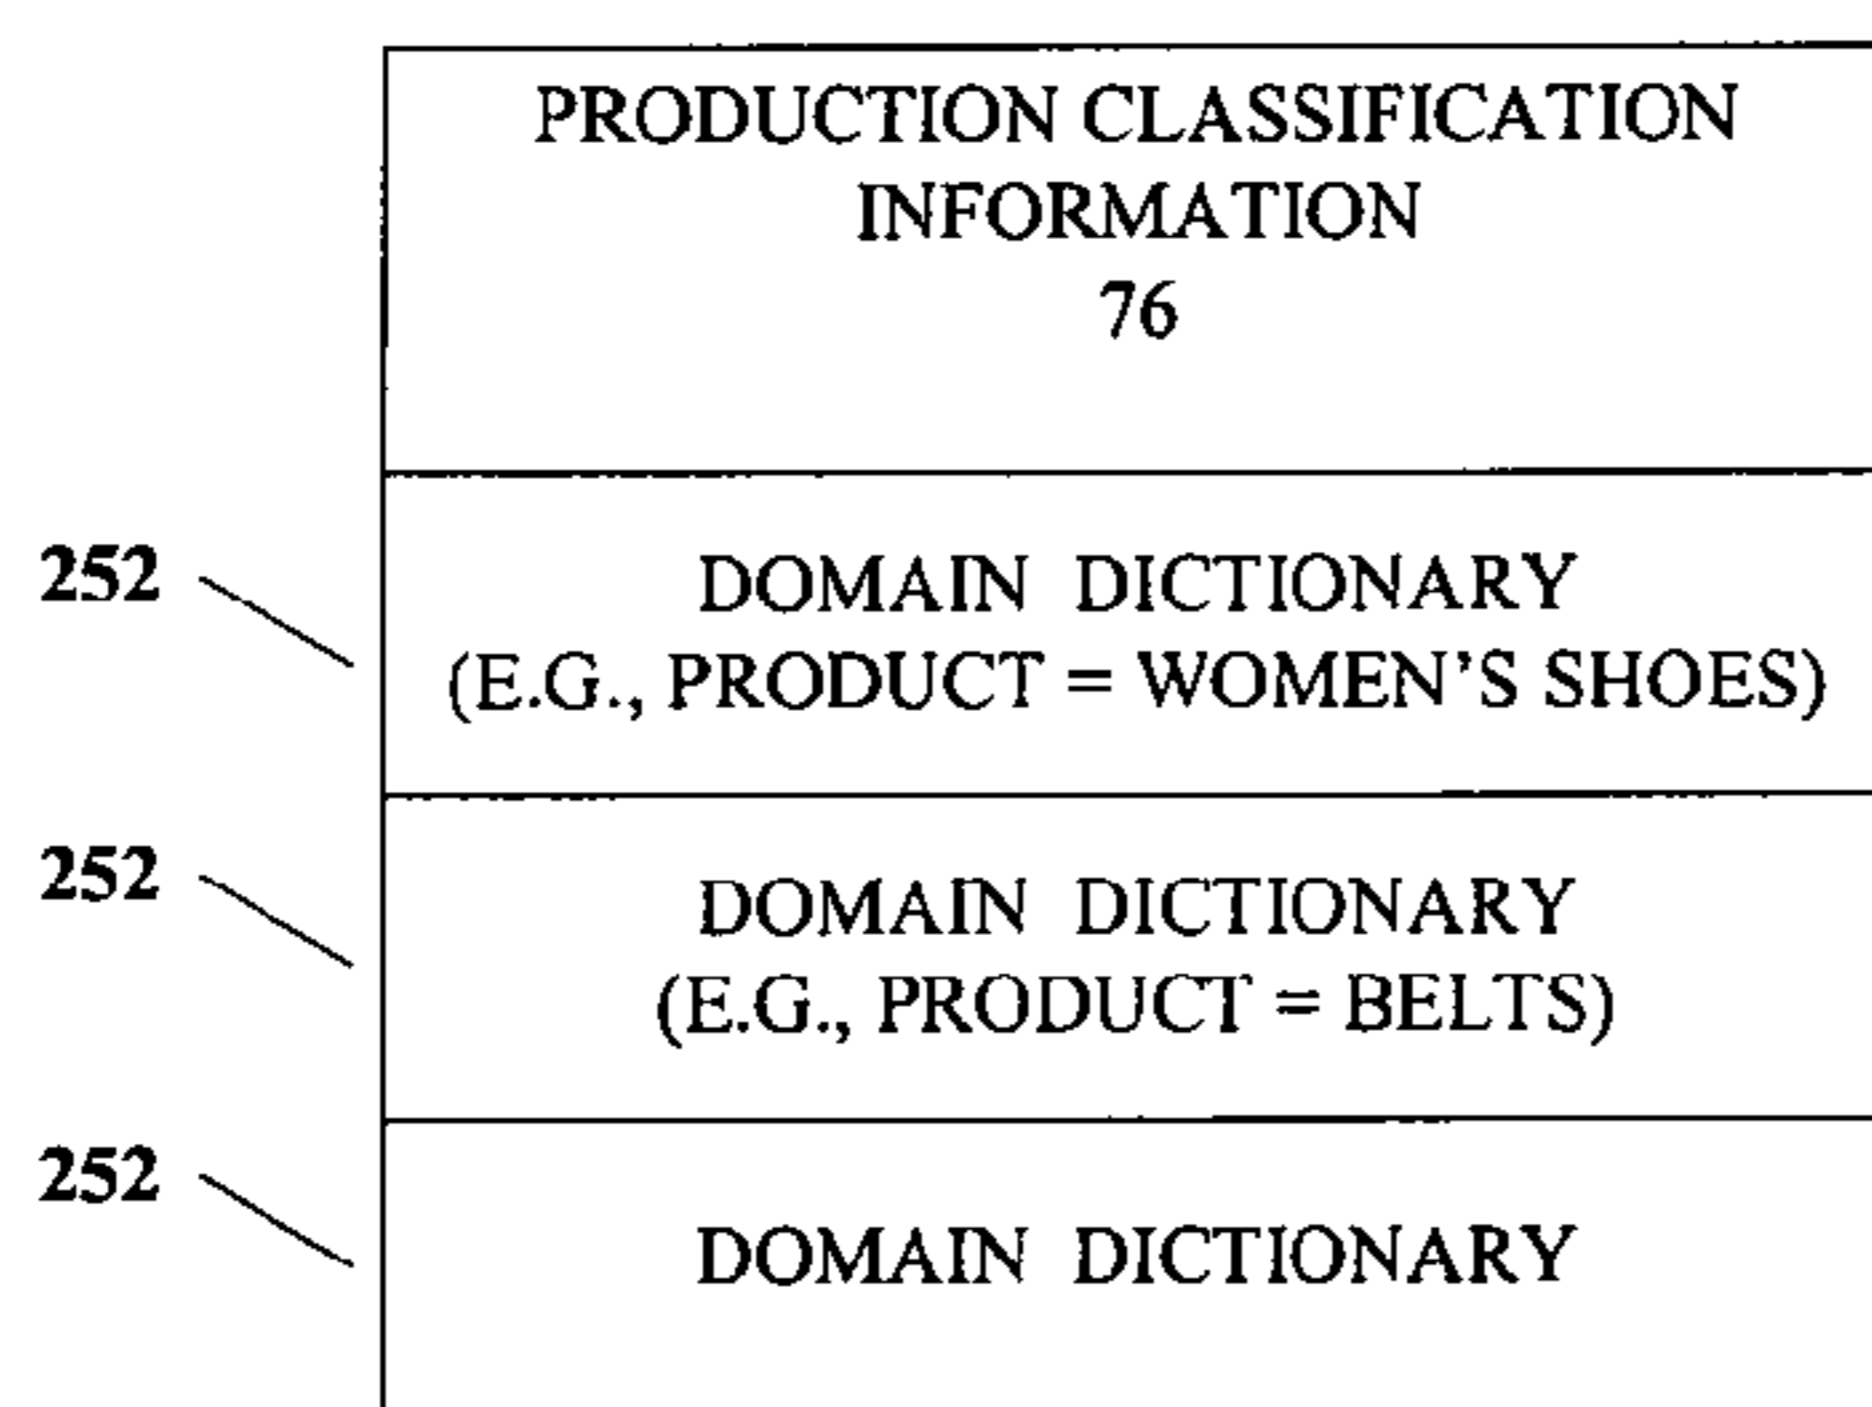 PRODUCTION CLASSIFICATION
INFORMATION
76
252
DOMAIN DICTIONARY
(E.G., PRODUCT = WOMEN'S SHOES)
252
DOMAIN DICTIONARY
(E.G., PRODUCT = BELTS)
252
DOMAIN DICTIONARY